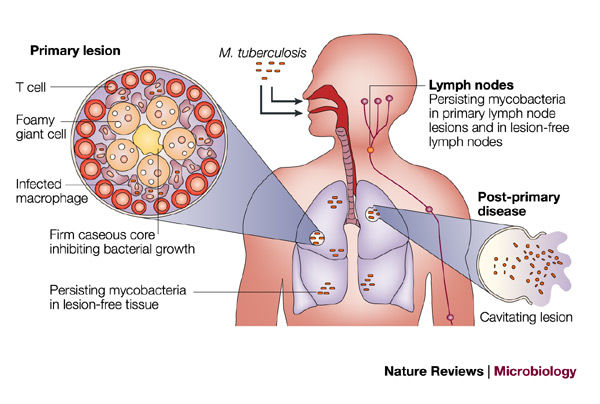 Primary lesion
T cell
Foamy
giant cell
Infected
macrophage
Firm caseous core
inhibiting bacterial growth
Persisting mycobacteria
in lesion-free tissue
M. tuberculosis
Lymph nodes
Persisting mycobacteria
in primary lymph node
lesions and in lesion-free
lymph nodes
Post-primary
disease
Cavitating lesion
Nature Reviews | Microbiology